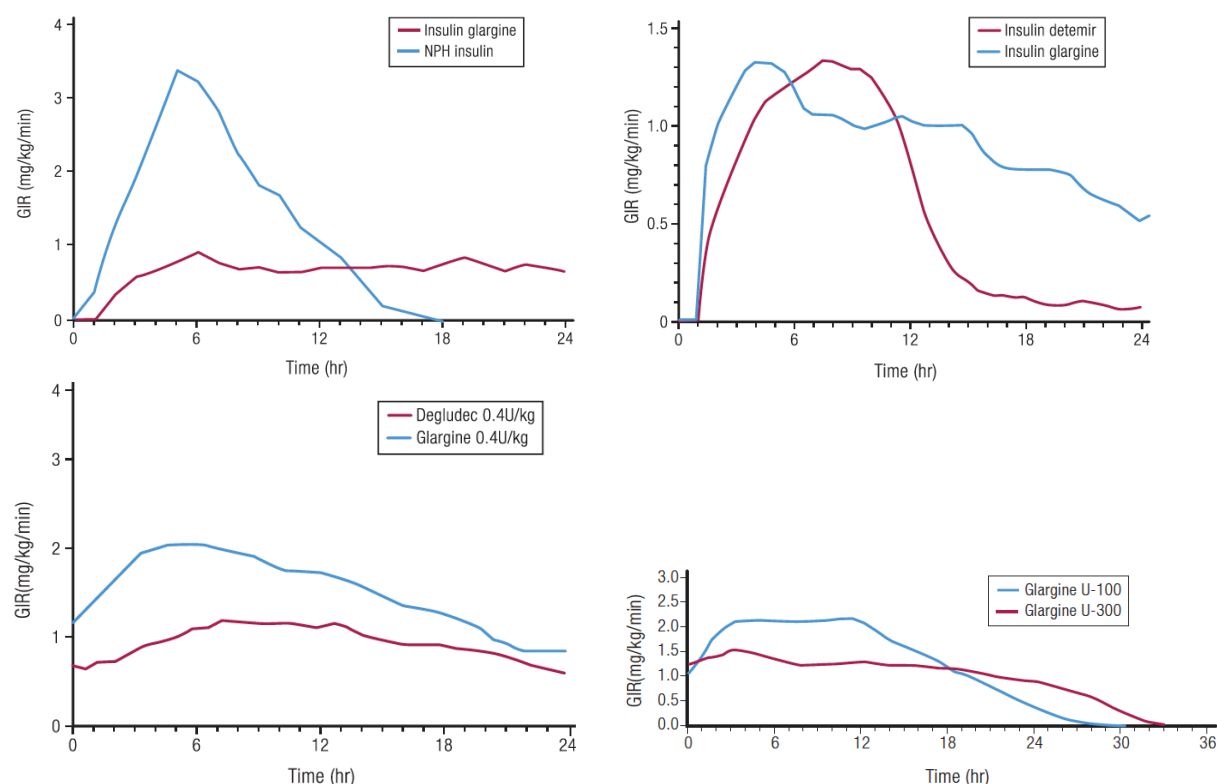 4
3
2
1
0
GIR (mg/kg/min)
Insulin glargine
NPH insulin
0
6
12
18
24
Time (hr)
1.5
1.0
0.5
0
GIR (mg/kg/min)
Insulin detemir
Insulin glargine
0
6
12
18
24
Time (hr)
4
3
2
1
0
GIR(mg/kg/min)
Degludec 0.4U/kg
Glargine 0.4U/kg
0
6
12
18
24
Time (hr)
3.0
2.5
2.0
1.5
1.0
0.5
0.0
GIR(mg/kg/min)
Glargine U-100
Glargine U-300
0
6
12
18
24
30
36
Time (hr)